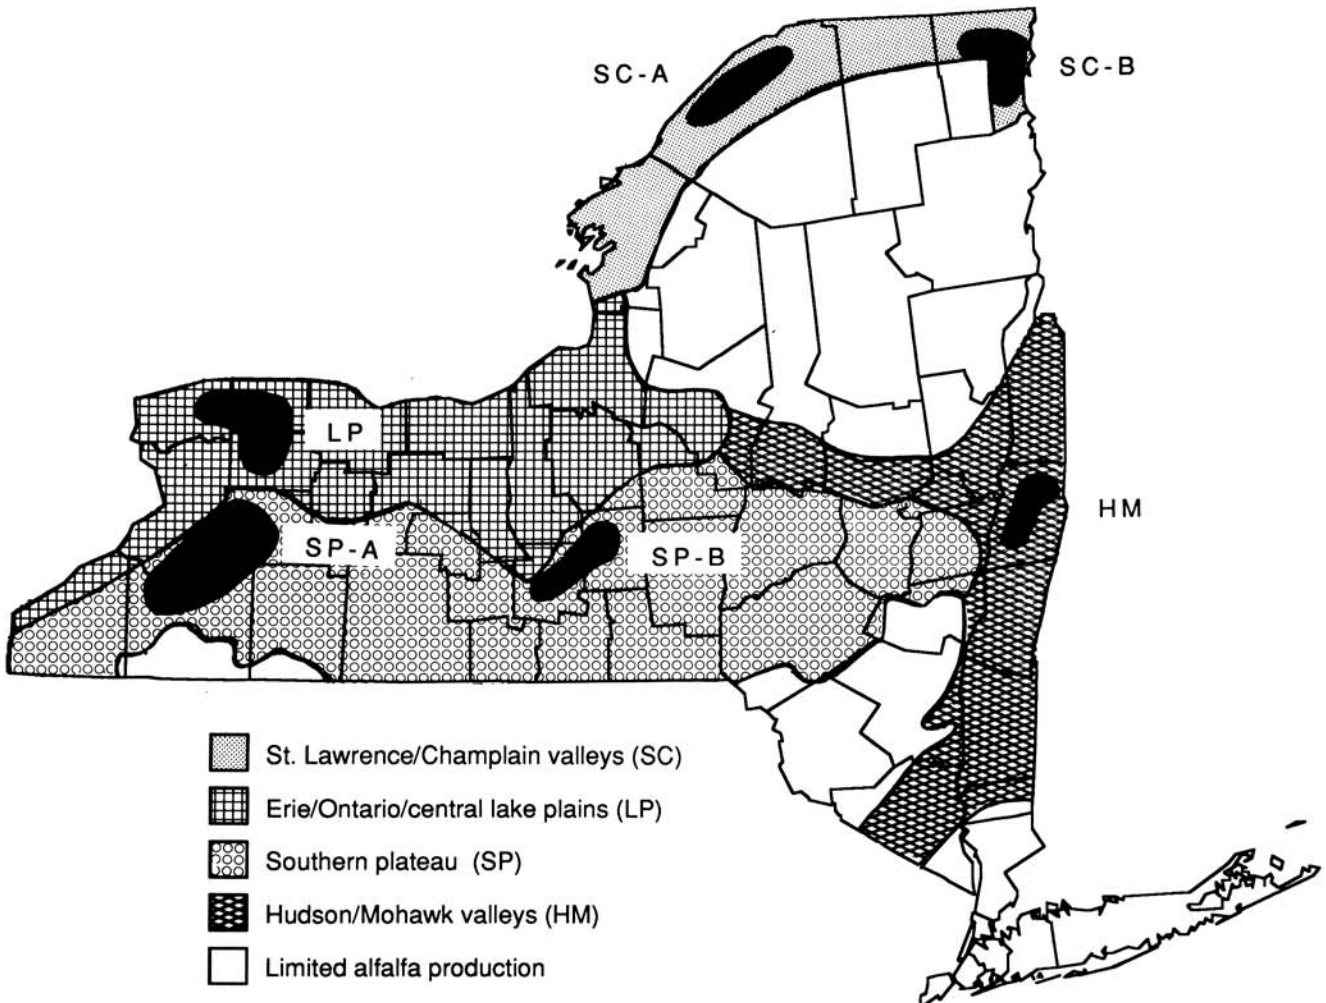 SC-A
SC-B
LP
HM
SP-A
SP-B
St. Lawrence/Champlain valleys (SC)
Erie/Ontario/central lake plains (LP)
Southern plateau (SP)
Hudson/Mohawk valleys (HM)
Limited alfalfa production